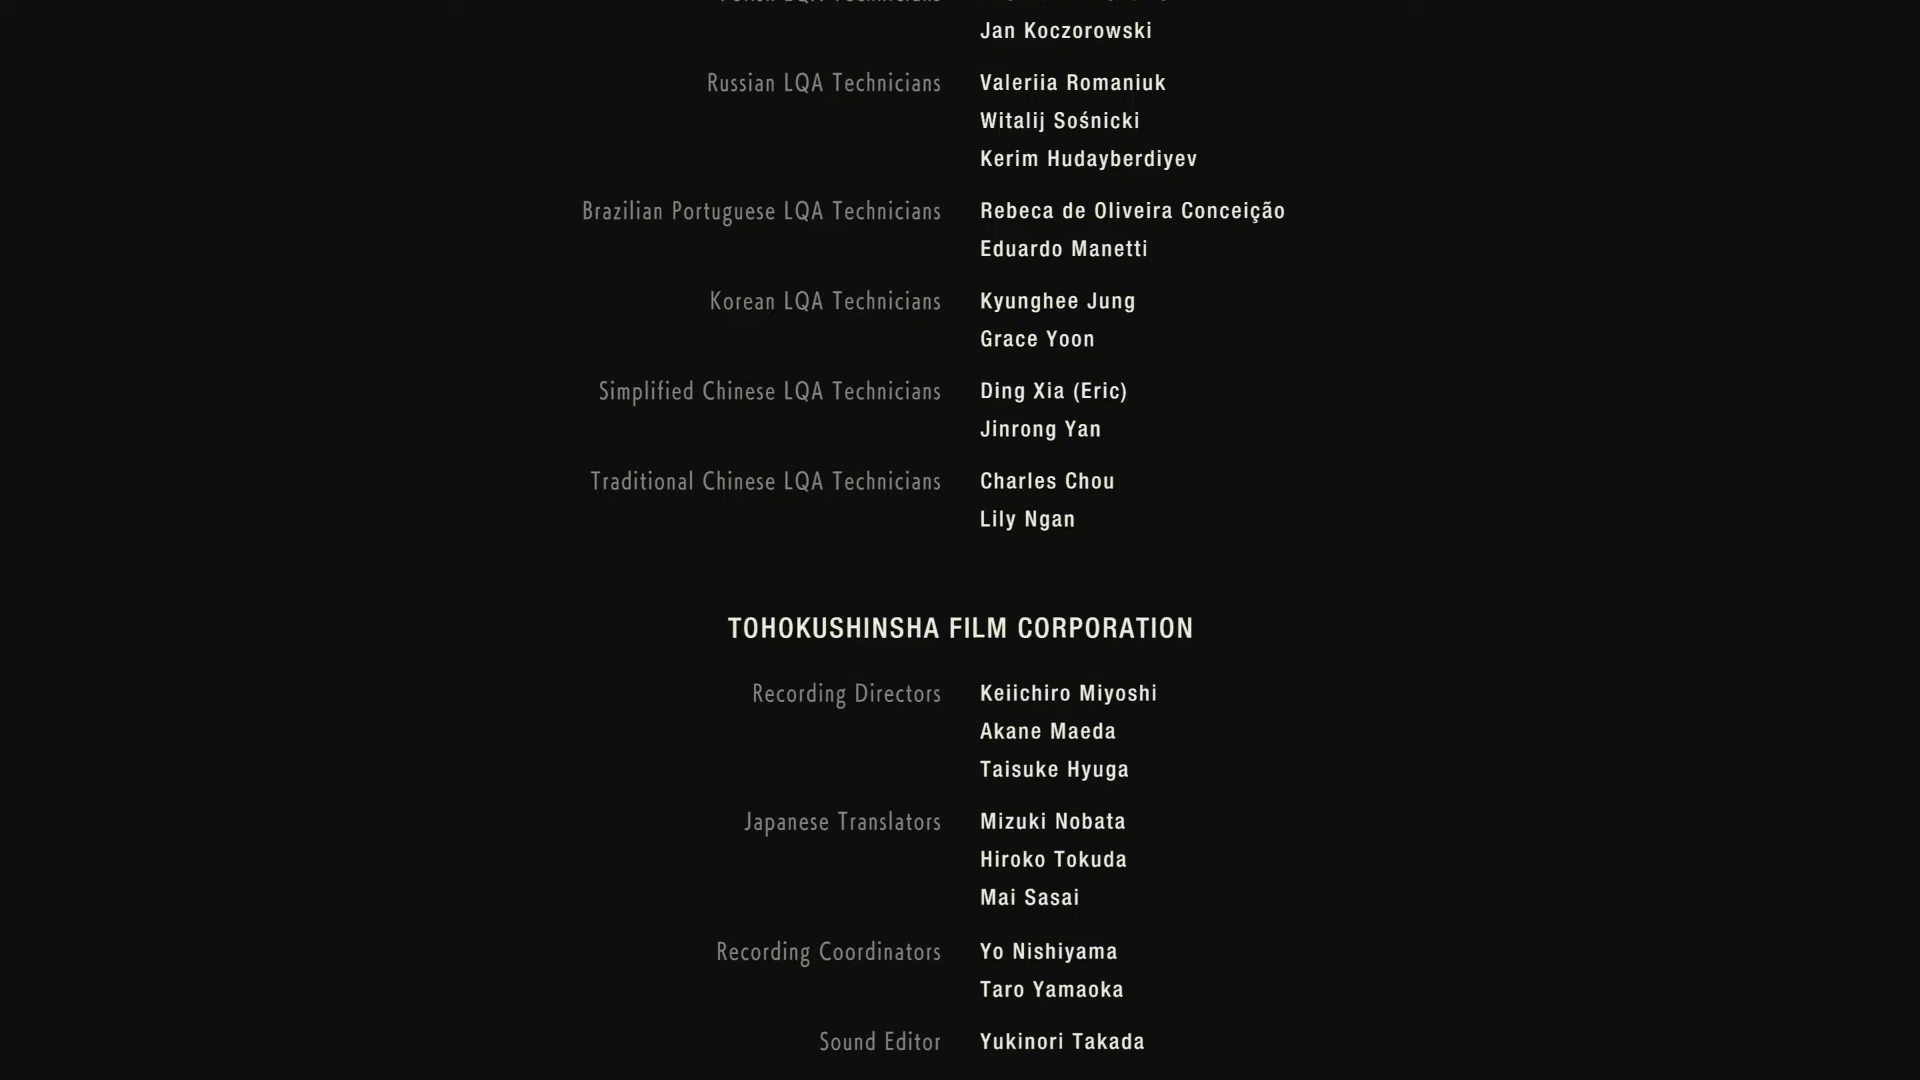 Jan Koczorowski
Russian LQA Technicians Valeriia Romaniuk
Witalij Sośnicki
Kerim Hudayberdiyev
Brazilian Portuguese LQA Technicians Rebeca de Oliveira Conceição
Eduardo Manetti
Korean LQA Technicians Kyunghee Jung
Grace Yoon
Simplified Chinese LQA Technicians Ding Xia (Eric)
Jinrong Yan
Traditional Chinese LQA Technicians Charles Chou
Lily Ngan
TOHOKUSHINSHA FILM CORPORATION
Recording Directors Keiichiro Miyoshi
Akane Maeda
Taisuke Hyuga
Japanese Translators Mizuki Nobata
Hiroko Tokuda
Mai Sasai
Recording Coordinators Yo Nishiyama
Taro Yamaoka
Sound Editor Yukinori Takada